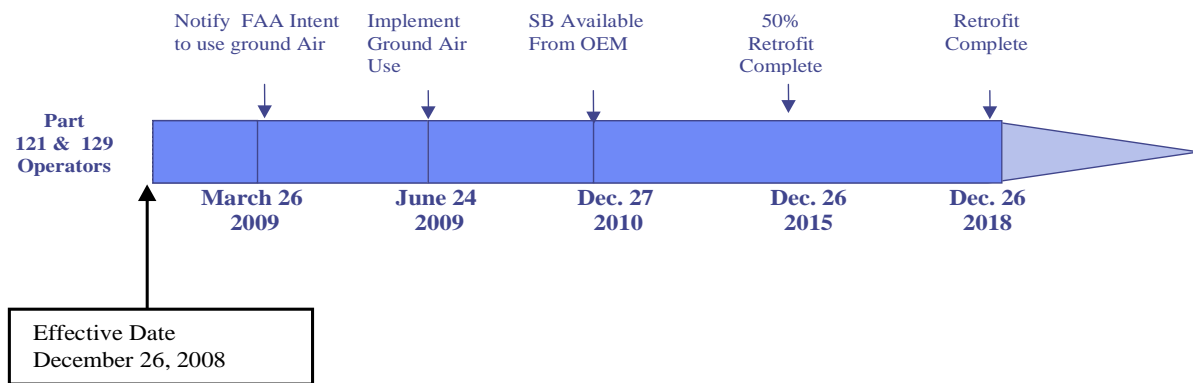 Notify FAA Intent
to use ground Air
Implement
Ground Air
Use
SB Available
From OEM
50%
Retrofit
Complete
Retrofit
Complete
Part
121 & 129
Operators
March 26
2009
June 24
2009
Dec. 27
2010
Dec. 26
2015
Dec. 26
2018
Effective Date
December 26, 2008